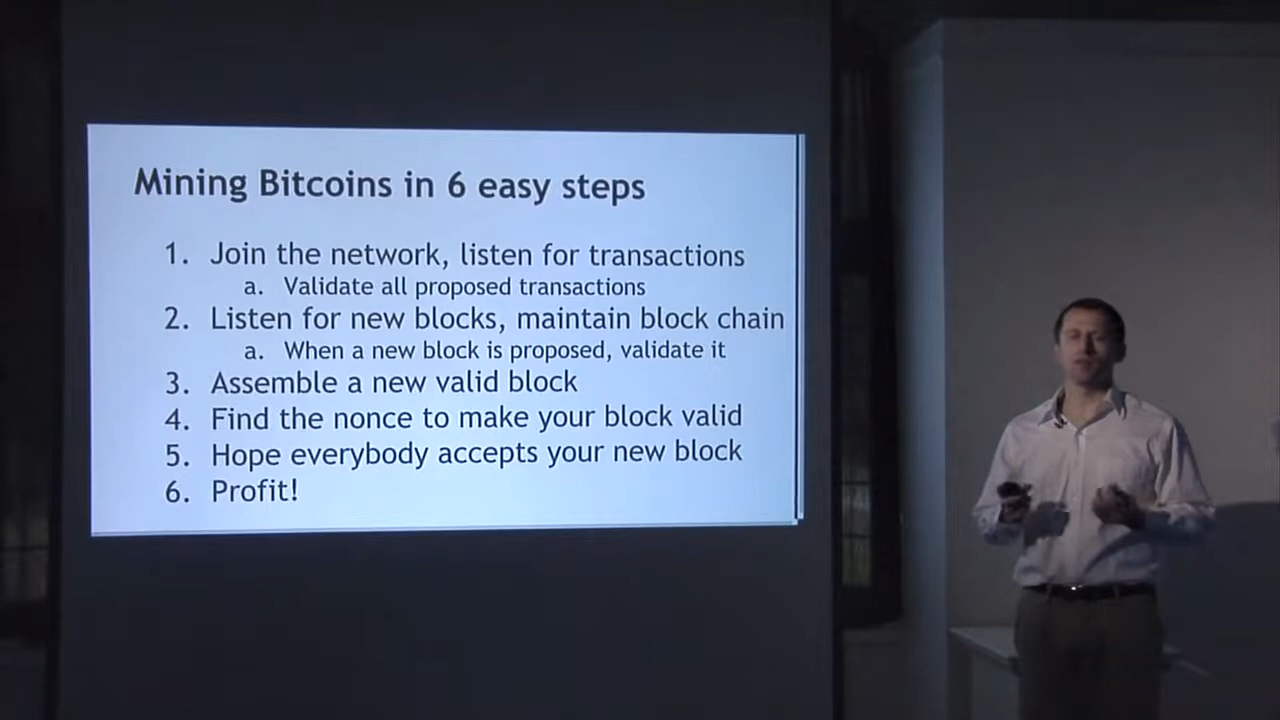 Mining Bitcoins in 6 easy steps
1. Join the network, listen for transactions
a. Validate all proposed transactions
2. Listen for new blocks, maintain block chain
a. When a new block is proposed, validate it
3. Assemble a new valid block
4. Find the nonce to make your block valid
5. Hope everybody accepts your new block
6. Profit!